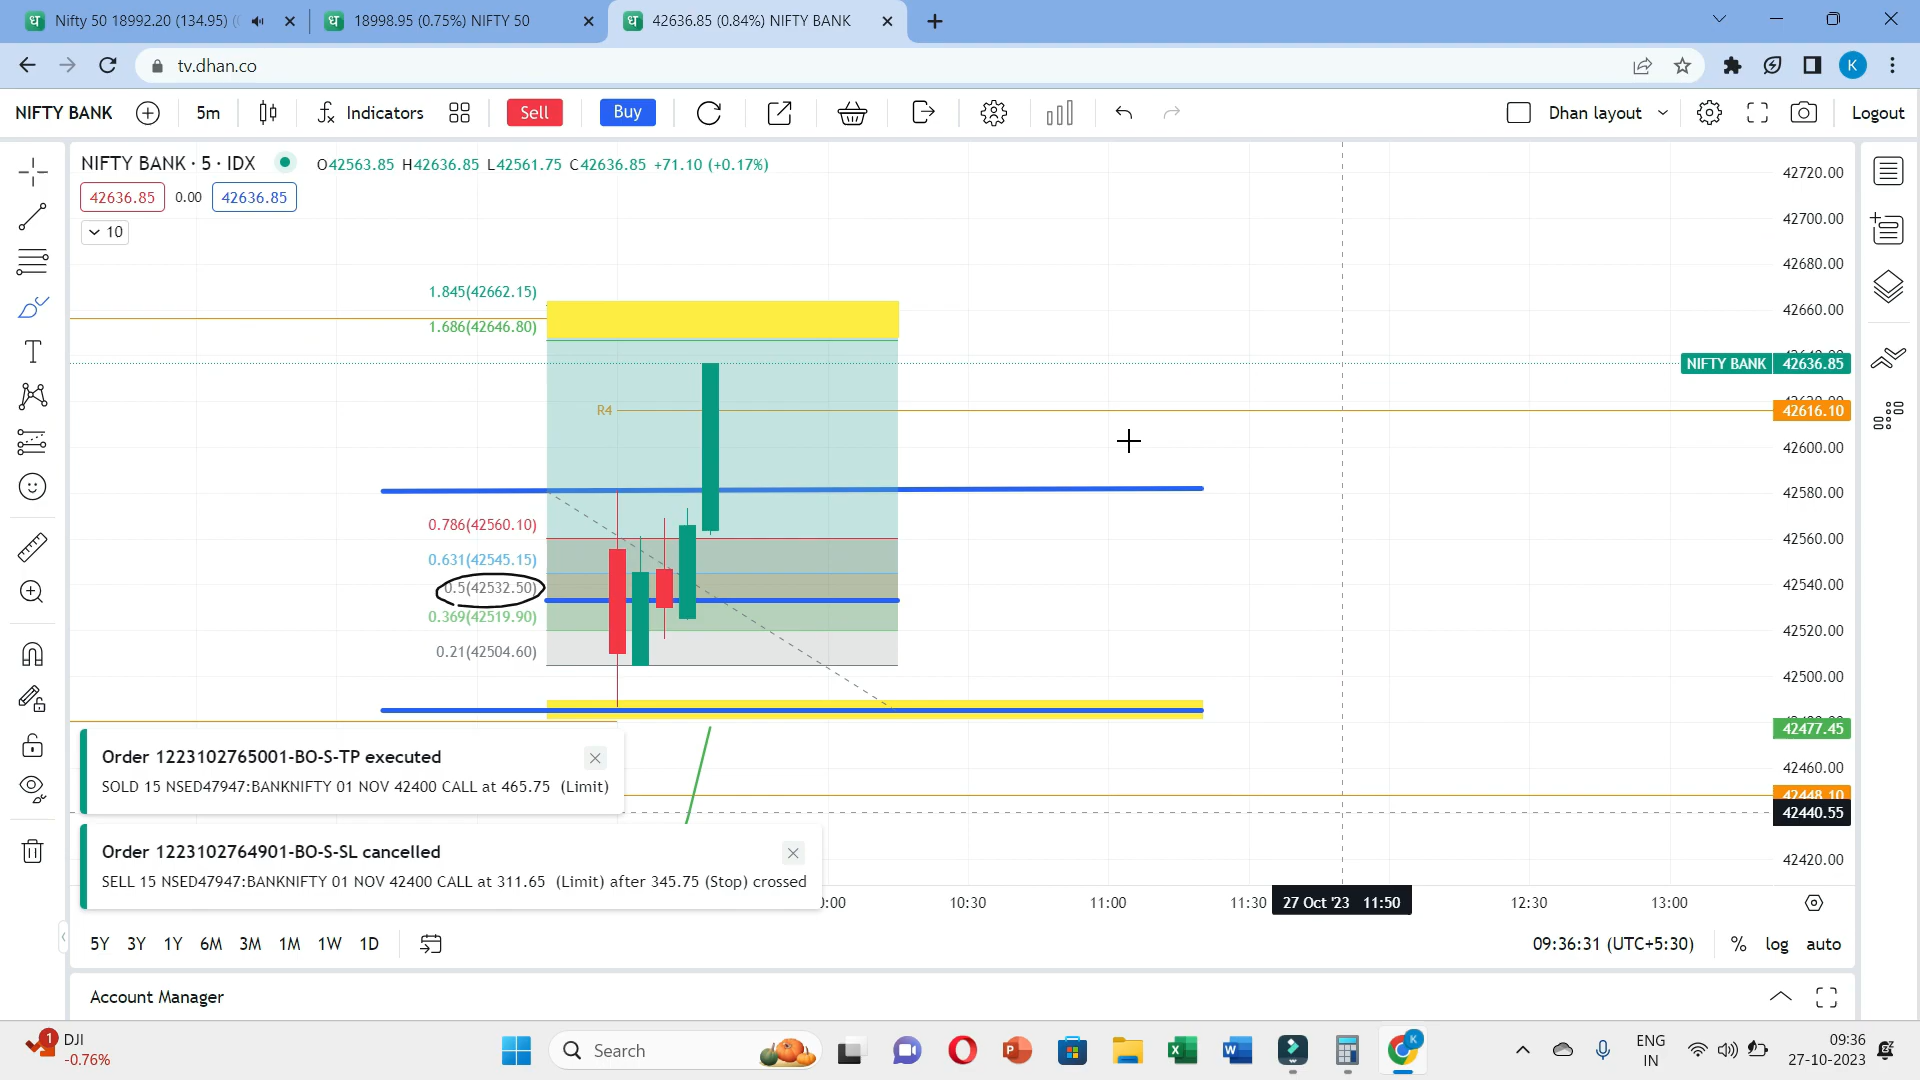 Nifty 50 18992.20 (134.95) (
18998.95 (0.75%) NIFTY 50
42636.85 (0.84%) NIFTY BANK
tv.dhan.co
K
NIFTY BANK 5m Indicators Sell Buy Dhan layout Logout
NIFTY BANK · 5 · IDX O42563.85 H42636.85 L42561.75 C42636.85 +71.10 (+0.17%)
42636.85 0.00 42636.85
10
42720.00
42700.00
42680.00
42660.00
NIFTY BANK 42636.85
42616.10
42600.00
42580.00
42560.00
42540.00
42520.00
42500.00
42477.45
42460.00
42448.10
42440.55
42420.00
1.845(42662.15)
1.686(42646.80)
R4
0.786(42560.10)
0.631(42545.15)
0.5(42532.50)
0.369(42519.90)
0.21(42504.60)
Order 1223102765001-BO-S-TP executed
SOLD 15 NSED47947:BANKNIFTY 01 NOV 42400 CALL at 465.75 (Limit)
Order 1223102764901-BO-S-SL cancelled
SELL 15 NSED47947:BANKNIFTY 01 NOV 42400 CALL at 311.65 (Limit) after 345.75 (Stop) crossed
:00 10:30 11:00 11:30 27 Oct '23 11:50 12:30 13:00
5Y 3Y 1Y 6M 3M 1M 1W 1D 09:36:31 (UTC+5:30) % log auto
Account Manager
1 DJI
-0.76%
Search
ENG
IN
09:36
27-10-2023